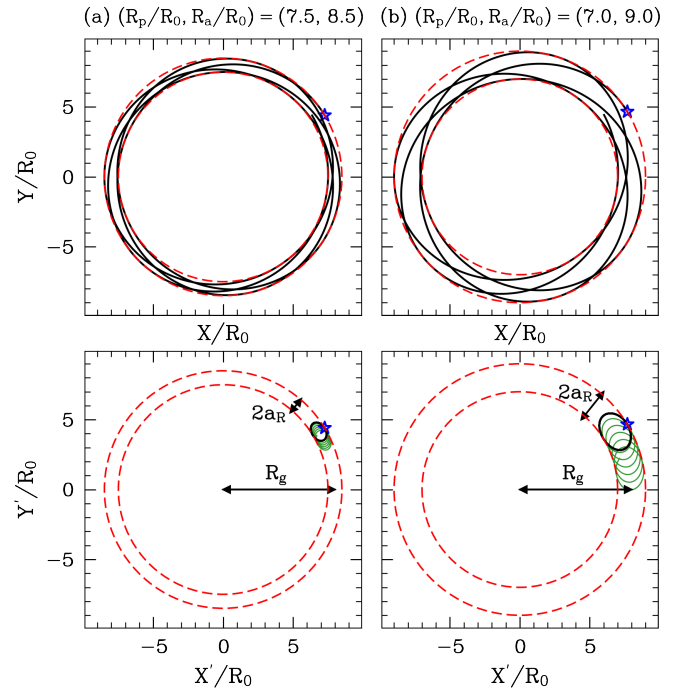 (a) (Rp/R0, Ra/R0) = (7.5, 8.5)
(b) (Rp/R0, Ra/R0) = (7.0, 9.0)
Y/R0
5
0
−5
X/R0
X/R0
Y′/R0
5
0
−5
2aR
Rg
2aR
Rg
−5 0 5
−5 0 5
X′/R0
X′/R0